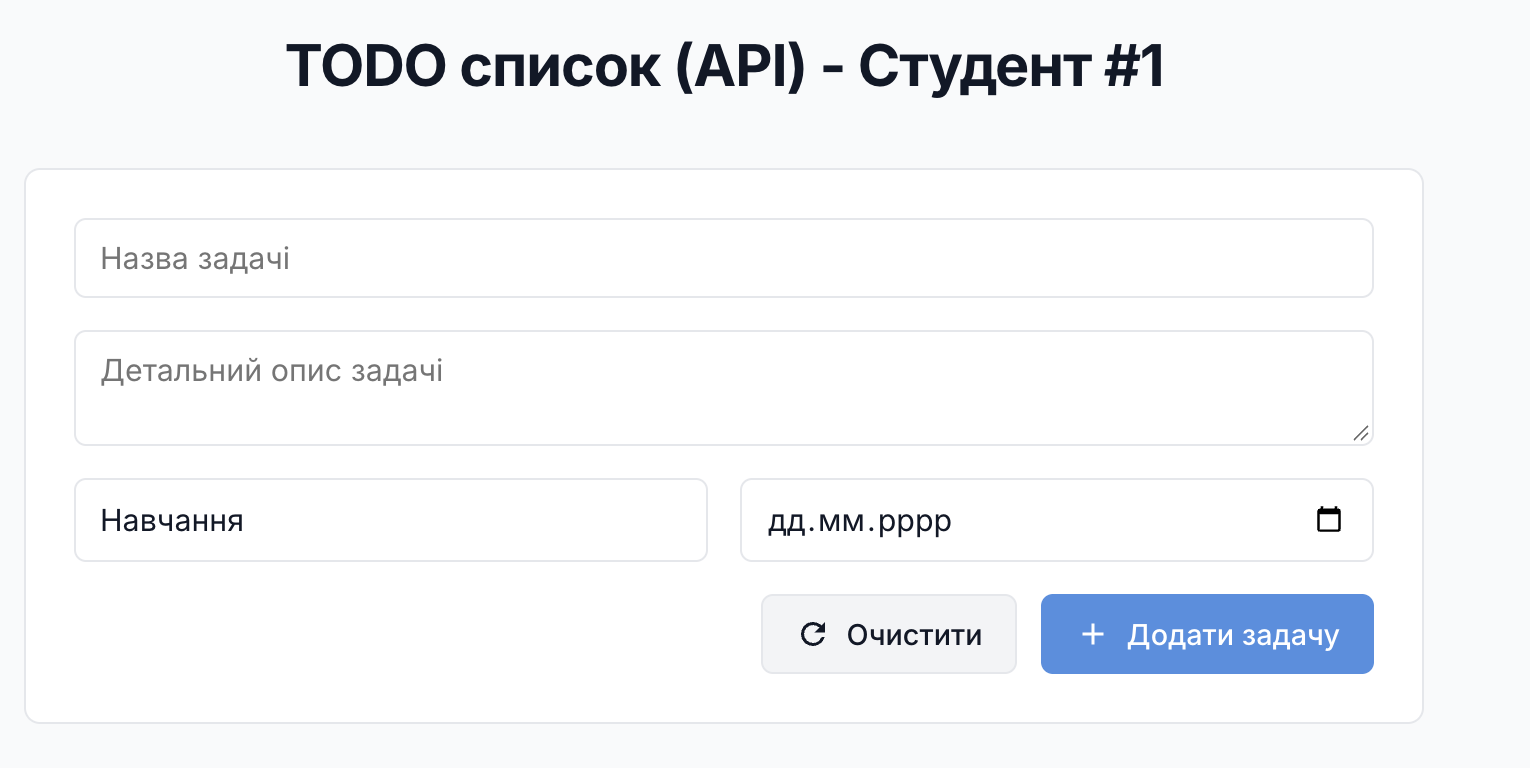 TODO список (API) - Студент #1
Назва задачі
Детальний опис задачі
Навчання
дд.мм.рррр
Очистити
+ Додати задачу